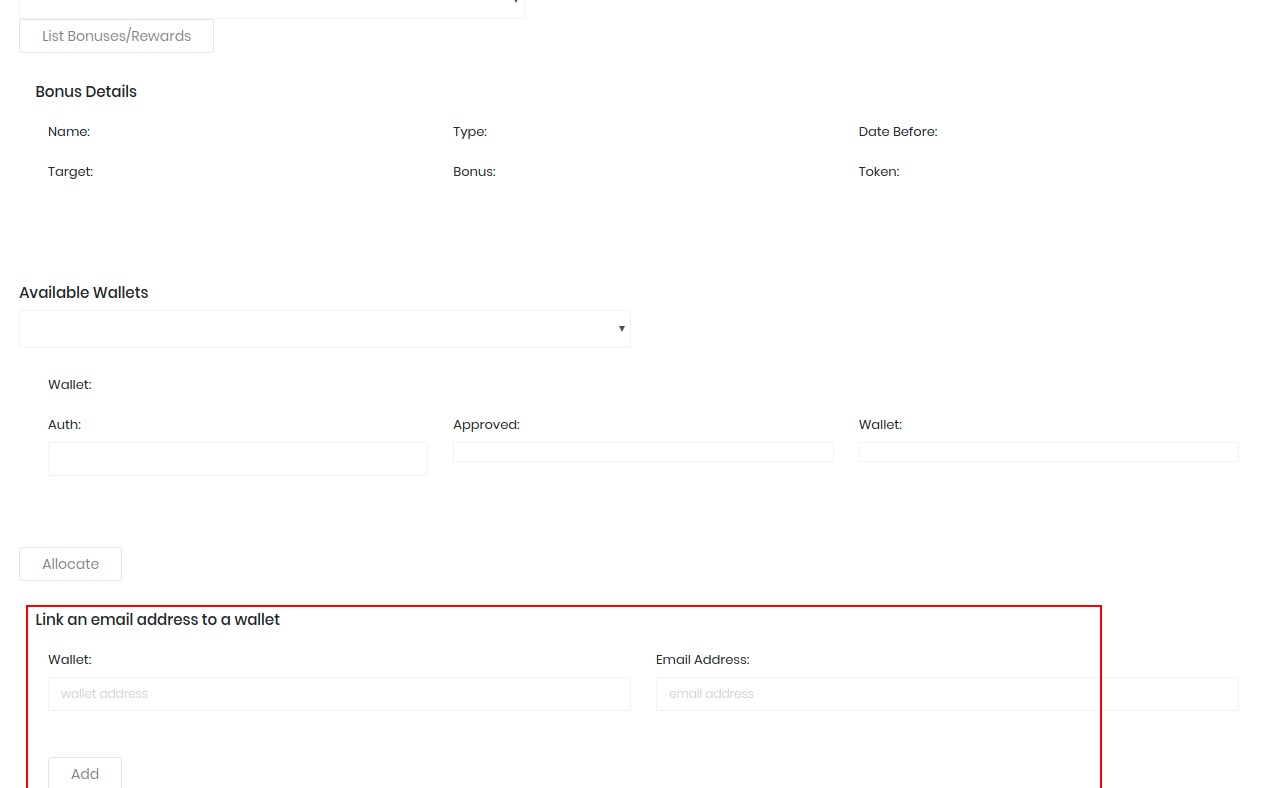 List Bonuses/Rewards
Bonus Details
Name: Type: Date Before:
Target: Bonus: Token:
Available Wallets
Wallet:
Auth: Approved: Wallet:
Allocate
Link an email address to a wallet
Wallet: Email Address:
wallet address email address
Add